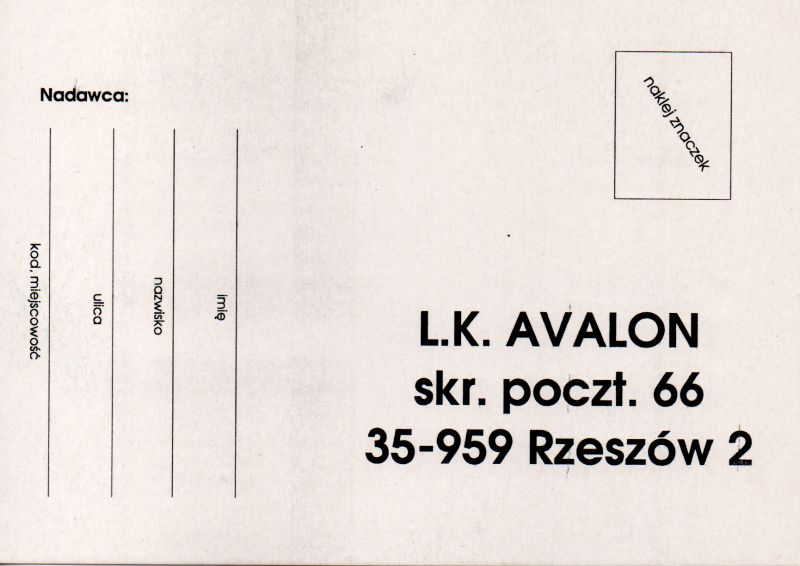 Nadawca:
imię
nazwisko
ulica
kod, miejscowość
naklej znaczek
L.K. AVALON
skr. poczt. 66
35-959 Rzeszów 2